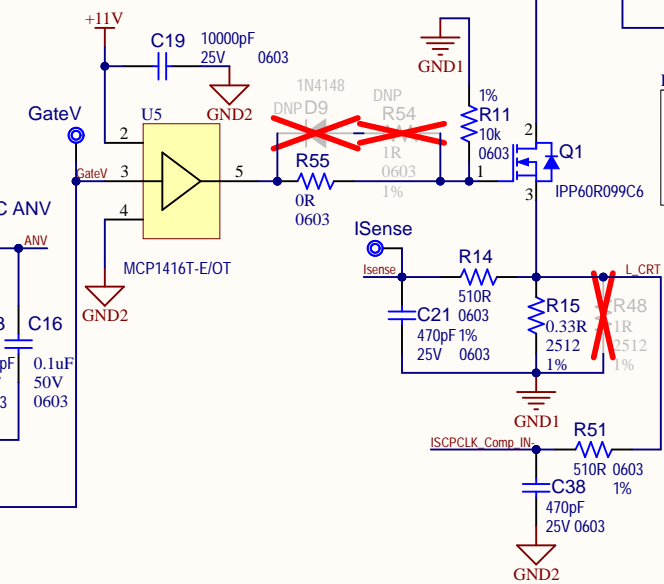 +11V
C19
10000pF
25V 0603
GND2
GND1
1N4148
DNP D9
DNP
R54
1R
0603
1%
1%
R11
10k
0603
GateV
U5
2
GateV
3
4
5
R55
0R
0603
1
2
3
Q1
IPP60R099C6
MCP1416T-E/OT
GND2
C ANV
ANV
C16
0.1uF
50V
0603
pF
3
ISense
Isense
R14
510R
0603
1%
C21
470pF
25V 0603
R15
0.33R
2512
1%
L_CRT
R48
1R
2512
1%
GND1
ISCPCLK_Comp_IN-
R51
510R 0603
1%
C38
470pF
25V 0603
GND2